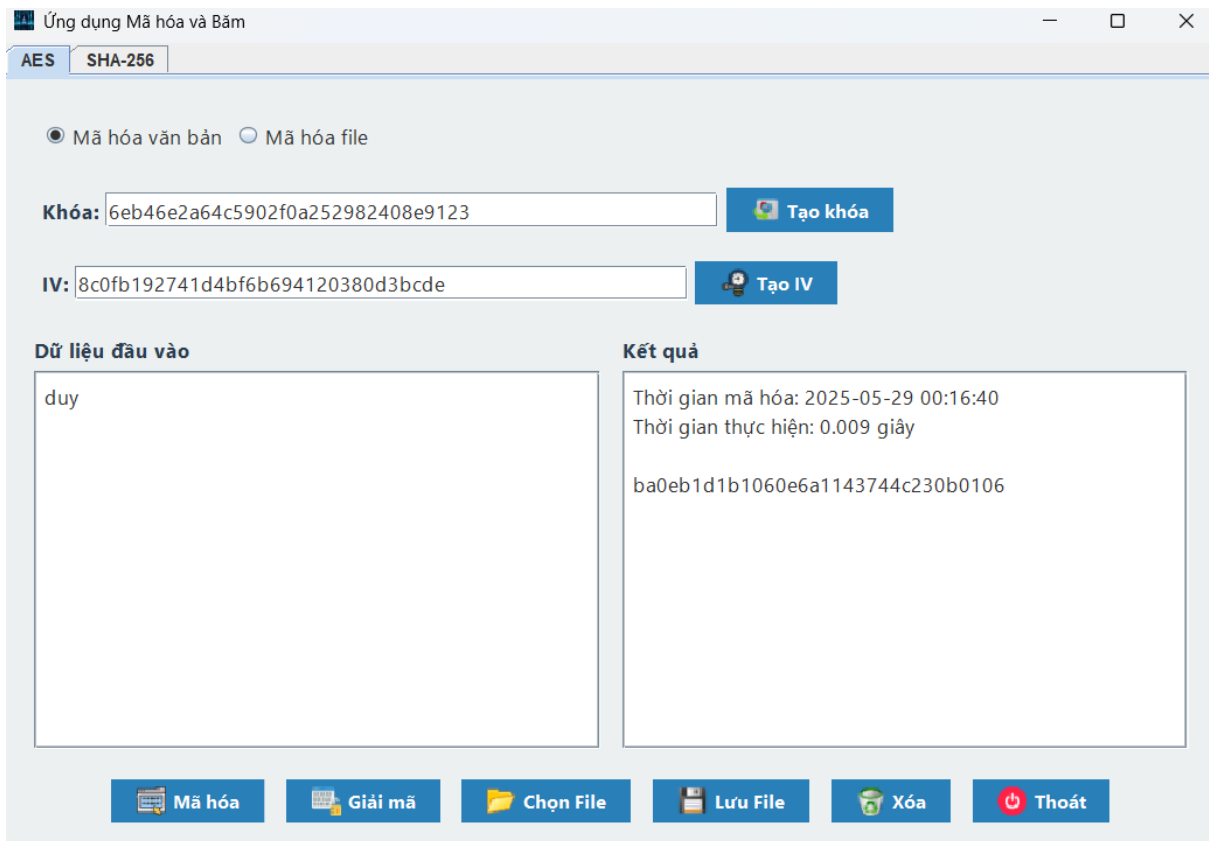 Ứng dụng Mã hóa và Băm
AES SHA-256
Mã hóa văn bản Mã hóa file
Khóa: 6eb46e2a64c5902f0a252982408e9123 Tạo khóa
IV: 8c0fb192741d4bf6b694120380d3bcde Tạo IV
Dữ liệu đầu vào
duy
Kết quả
Thời gian mã hóa: 2025-05-29 00:16:40
Thời gian thực hiện: 0.009 giây
ba0eb1d1b1060e6a1143744c230b0106
Mã hóa Giải mã Chọn File Lưu File Xóa Thoát